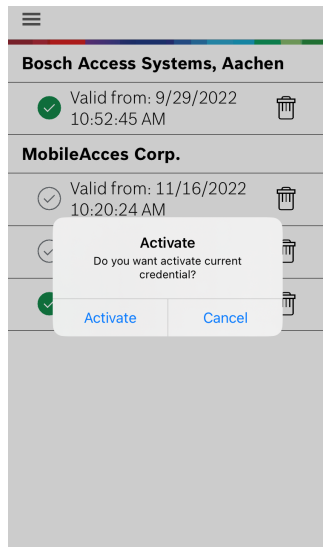 Bosch Access Systems, Aachen
Valid from: 9/29/2022
10:52:45 AM
MobileAcces Corp.
Valid from: 11/16/2022
10:20:24 AM
Activate
Do you want activate current
credential?
Activate Cancel